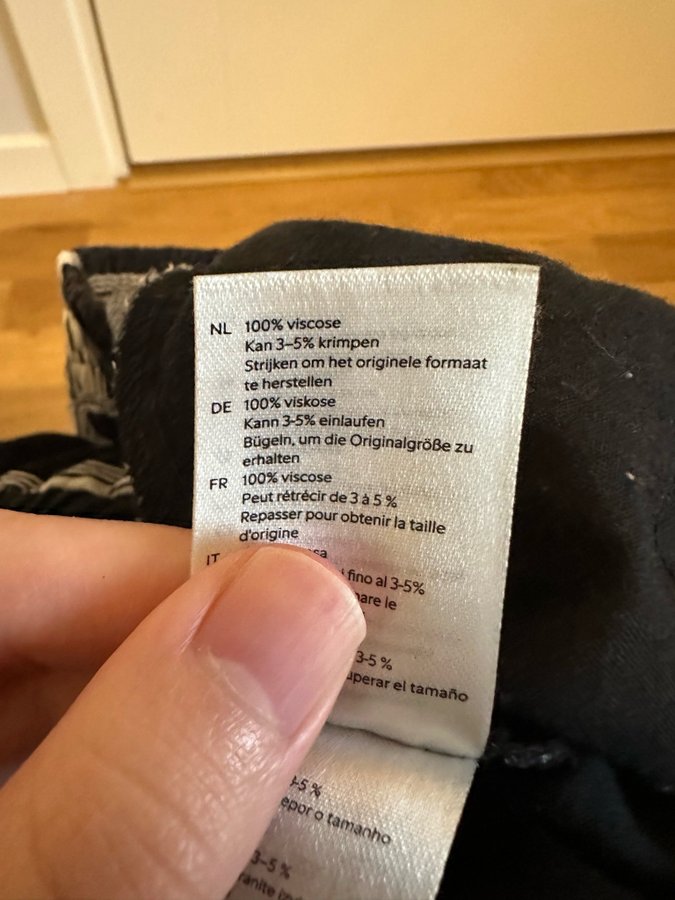 NL 100% viscose
Kan 3–5% krimpen
Strijken om het originele formaat
te herstellen
DE 100% viskose
Kann 3-5% einlaufen
Bügeln, um die Originalgröße zu
erhalten
FR 100% viscose
Peut rétrécir de 3 à 5 %
Repasser pour obtenir la taille
d'origine
IT
fino al 3-5%
le
3-5 %
el tamaño
%
o tamanho
3–5 %